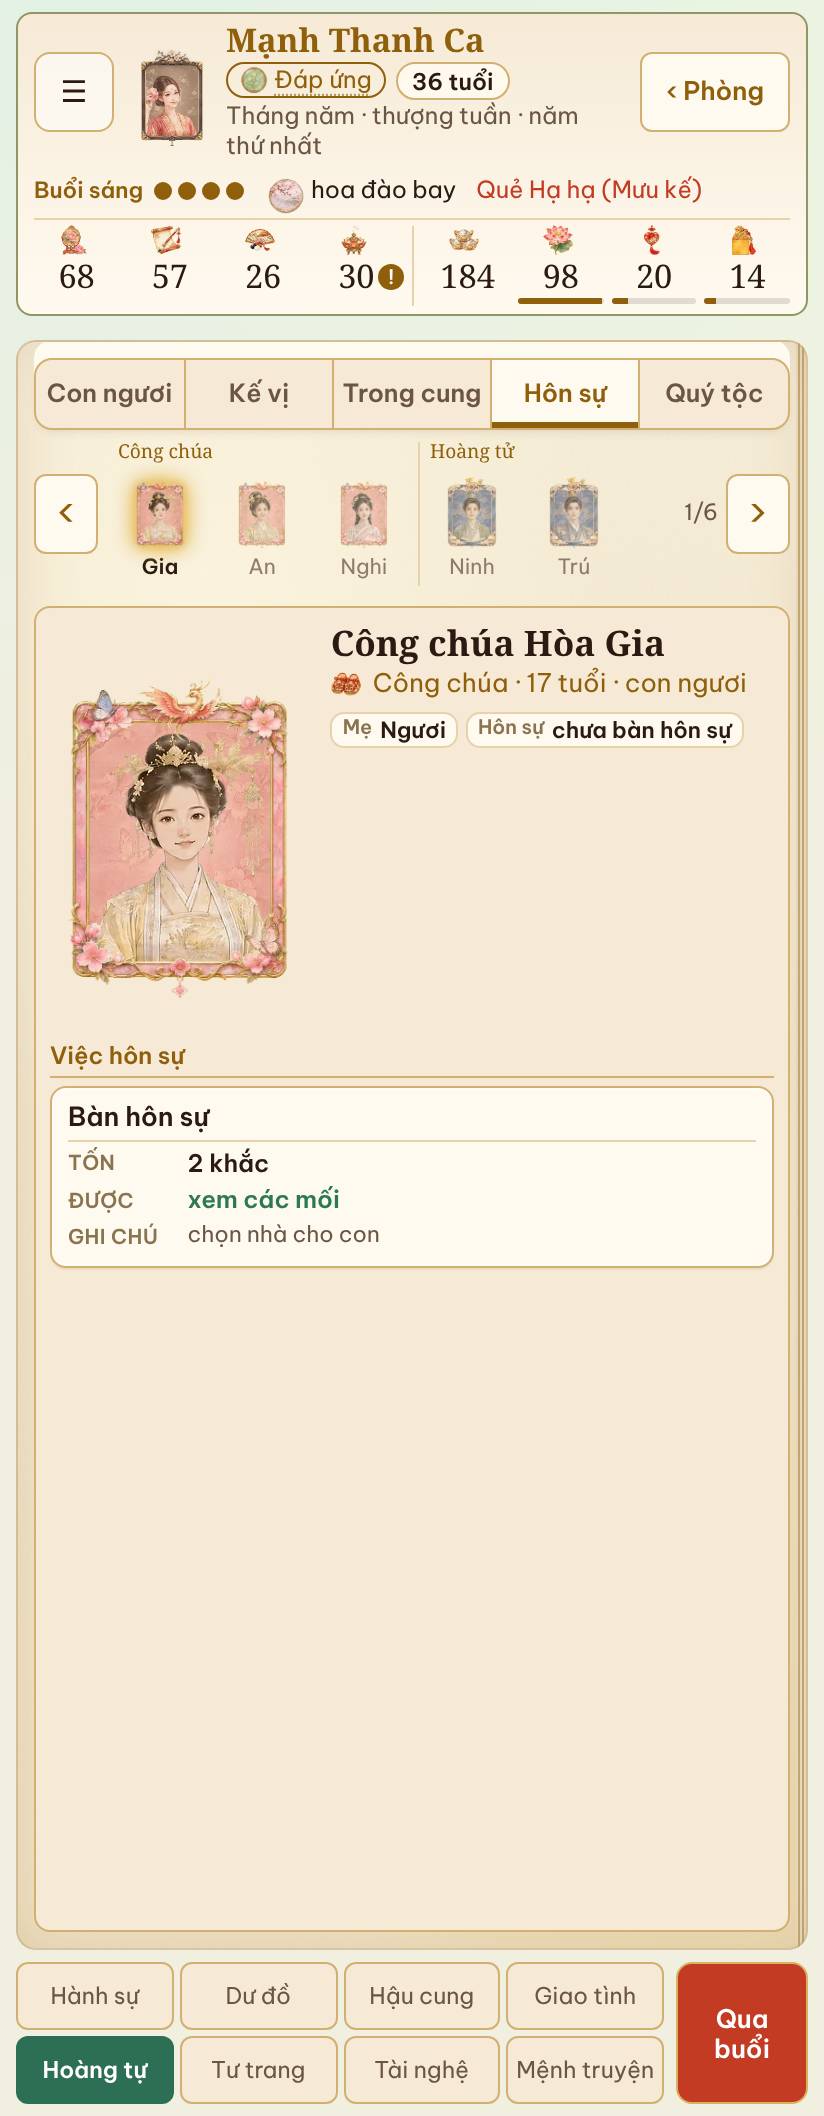 Mạnh Thanh Ca
☰
Đáp ứng
36 tuổi
‹ Phòng
Tháng năm · thượng tuần · năm
thứ nhất
Buổi sáng
hoa đào bay
Quẻ Hạ hạ (Mưu kế)
68
57
26
30 !
184
98
20
14
Con ngươi
Kế vị
Trong cung
Hôn sự
Quý tộc
Công chúa
Hoàng tử
‹
Gia
An
Nghi
Ninh
Trú
1/6
›
Công chúa Hòa Gia
Công chúa · 17 tuổi · con ngươi
Mẹ Ngươi
Hôn sự chưa bàn hôn sự
Việc hôn sự
Bàn hôn sự
TỐN 2 khắc
ĐƯỢC xem các mối
GHI CHÚ chọn nhà cho con
Hành sự
Dư đồ
Hậu cung
Giao tình
Hoàng tự
Tư trang
Tài nghệ
Mệnh truyện
Qua
buổi